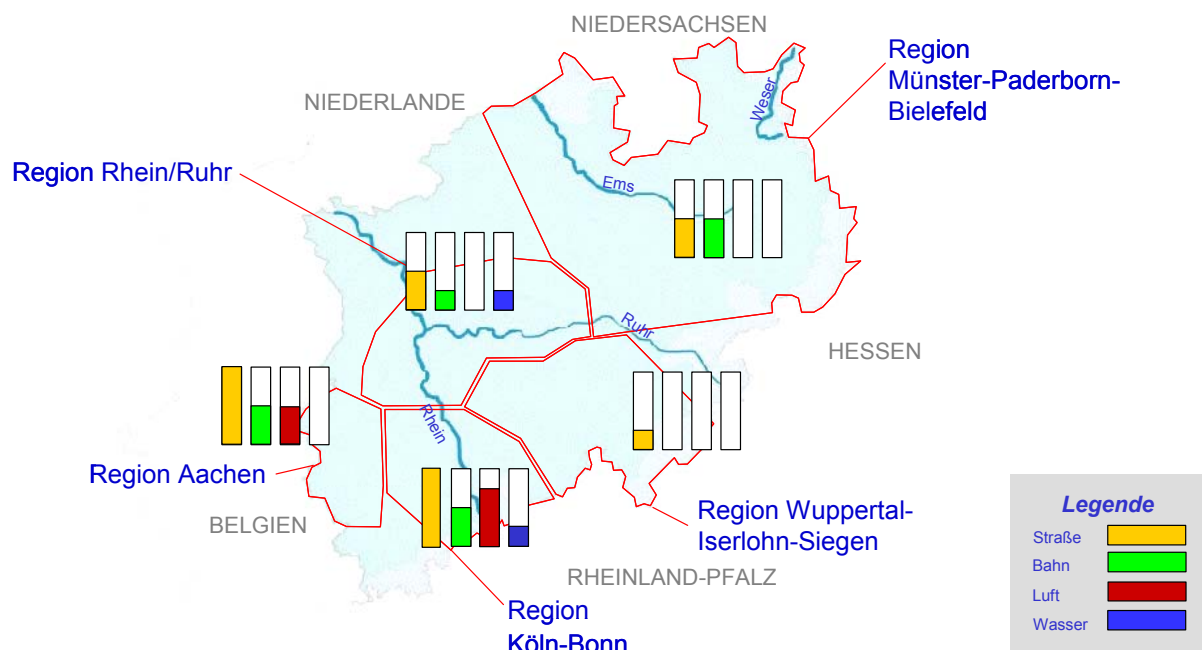 NIEDERSACHSEN
Region
Münster-Paderborn-
Bielefeld
NIEDERLANDE
Weser
Region Rhein/Ruhr
Ems
Ruhr
HESSEN
Rhein
Region Aachen
BELGIEN
Region Wuppertal-
Iserlohn-Siegen
RHEINLAND-PFALZ
Region
Köln-Bonn
Legende
Straße
Bahn
Luft
Wasser